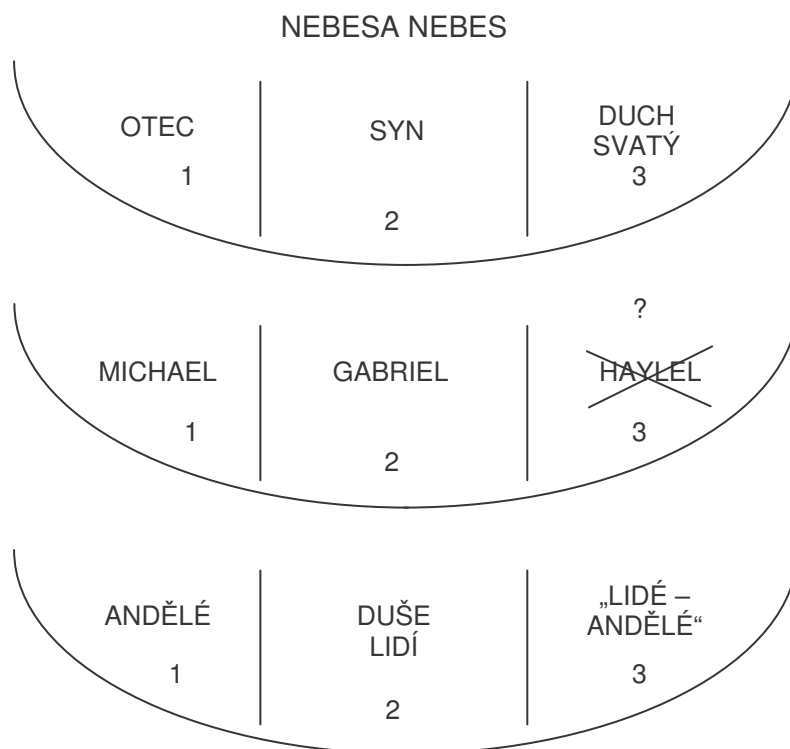 NEBESA NEBES
OTEC
1
SYN
2
DUCH
SVATÝ
3
MICHAEL
1
GABRIEL
2
?
HAYLEL
3
ANDĚLÉ
1
DUŠE
LIDÍ
2
„LIDÉ –
ANDĚLÉ“
3